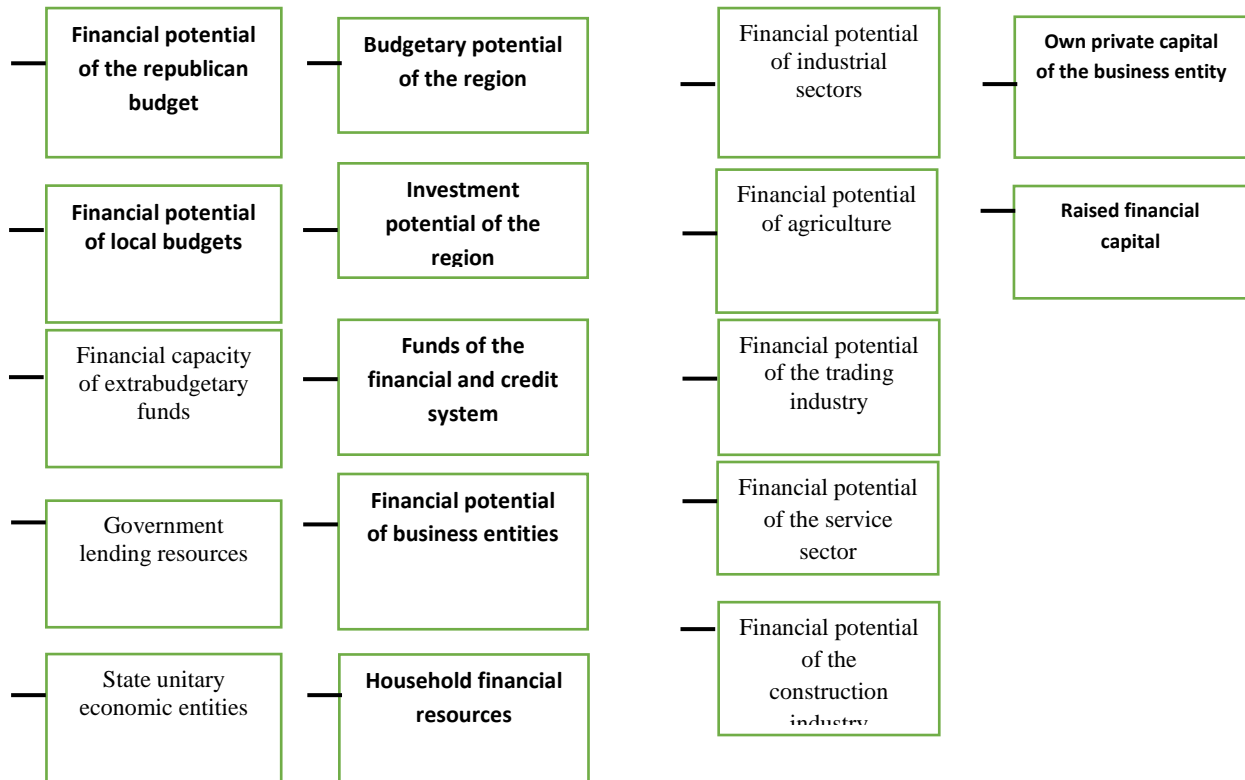 Financial potential
of the republican
budget
Financial potential
of local budgets
Financial capacity
of extrabudgetary
funds
Government
lending resources
State unitary
economic entities
Budgetary potential
of the region
Investment
potential of the
region
Funds of the
financial and credit
system
Financial potential
of business entities
Household financial
resources
Financial potential
of industrial
sectors
Financial potential
of agriculture
Financial potential
of the trading
industry
Financial potential
of the service
sector
Financial potential
of the
construction
industry
Own private capital
of the business entity
Raised financial
capital